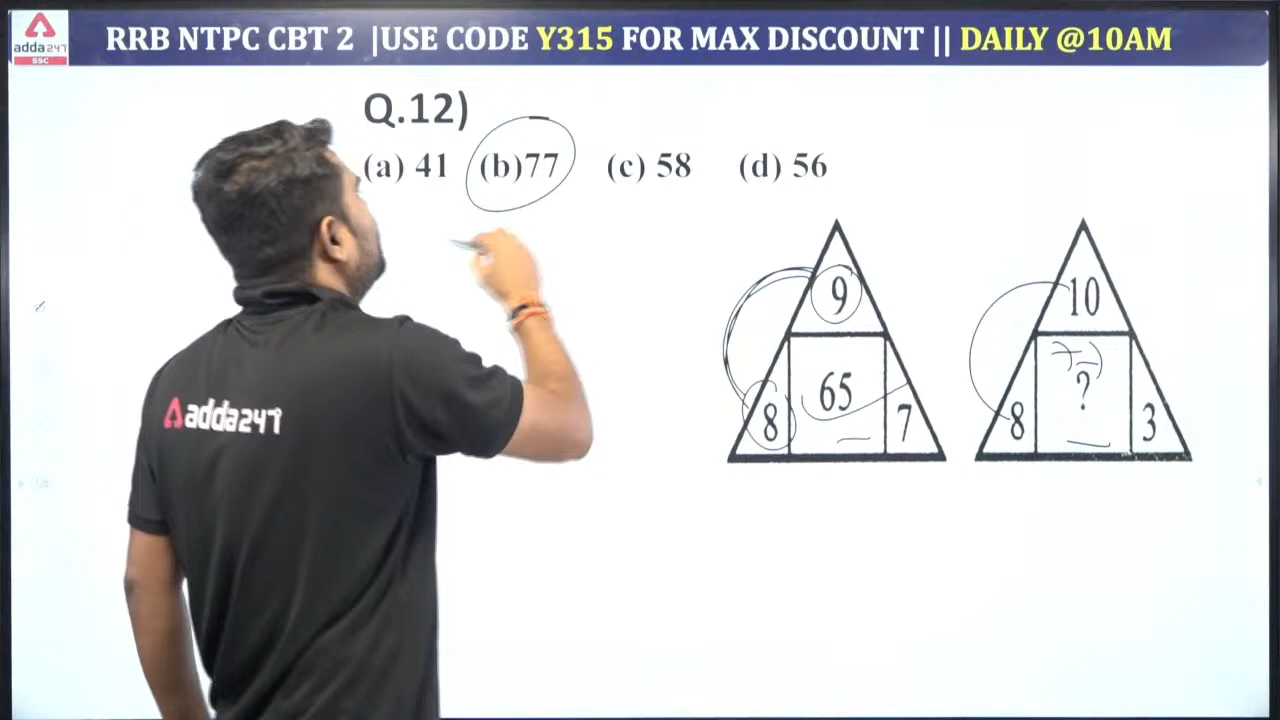 adda247
SSC
RRB NTPC CBT 2 |USE CODE Y315 FOR MAX DISCOUNT || DAILY @10AM
Q.12)
(a) 41 (b)77 (c) 58 (d) 56
9
8 65 7
10
77
8 ? 3
adda247